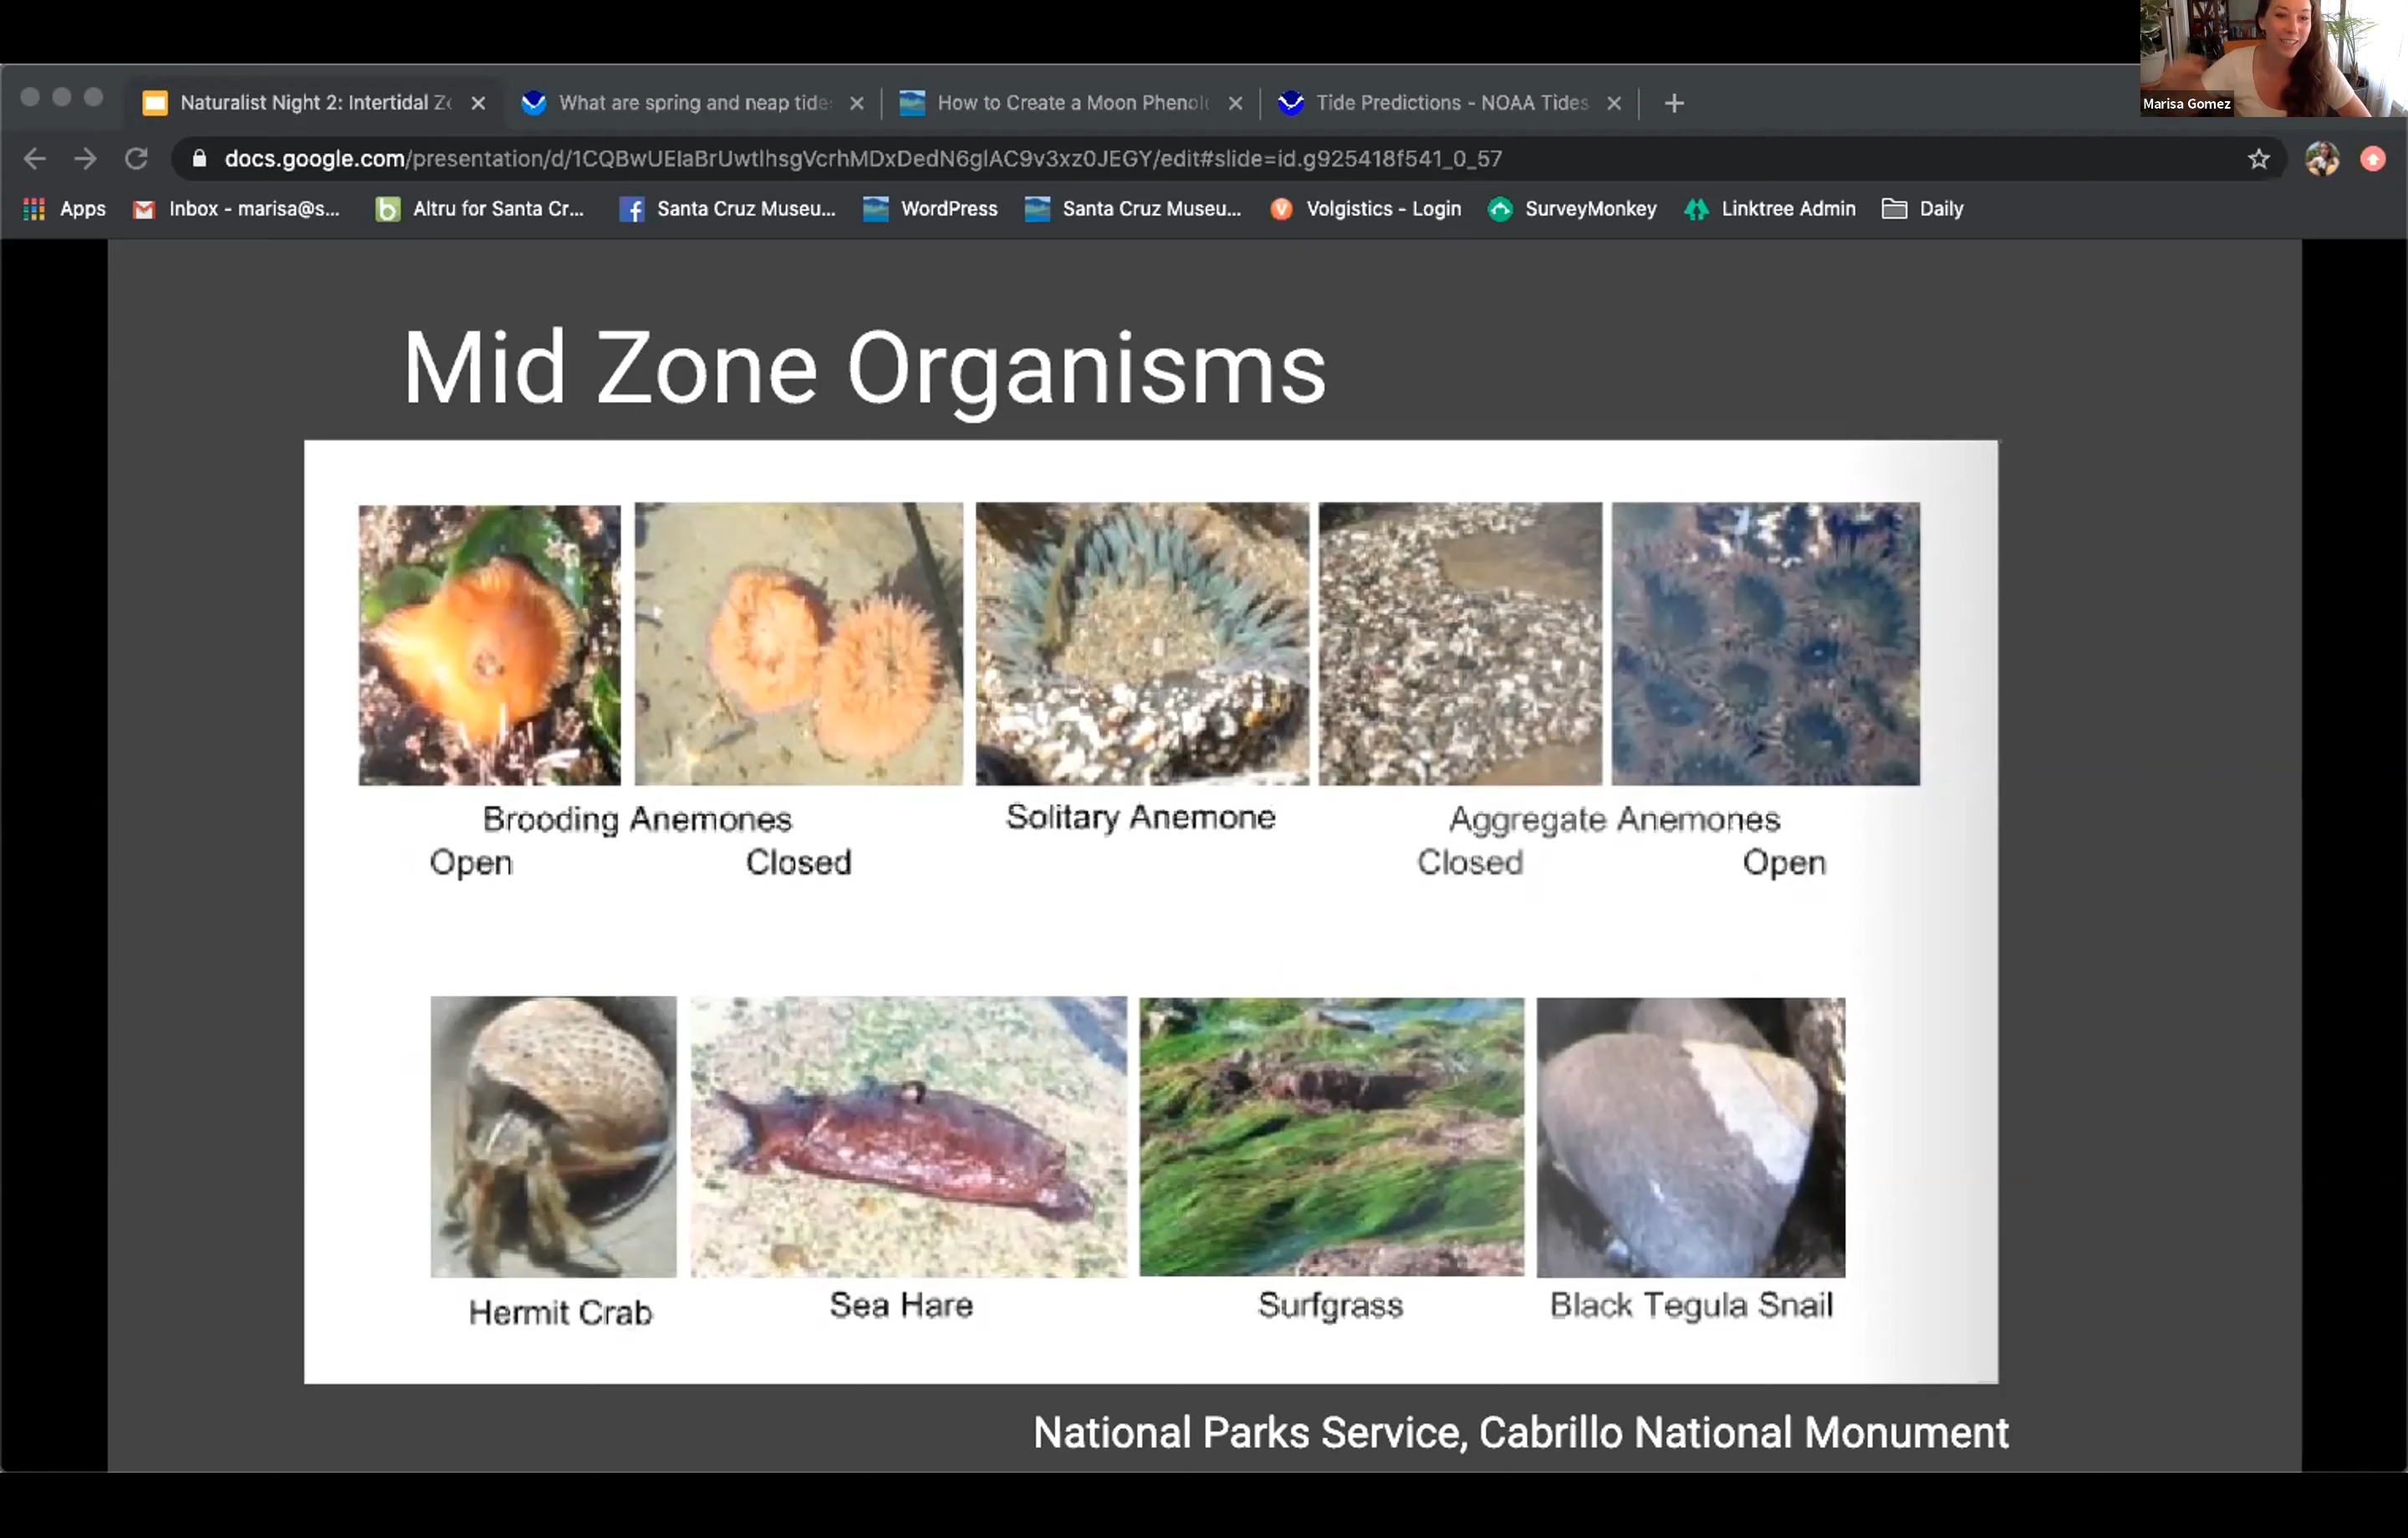 Marisa Gomez
Naturalist Night 2: Intertidal Z
What are spring and neap tide
How to Create a Moon Phenol
Tide Predictions - NOAA Tides
docs.google.com/presentation/d/1CQBwUEIaBrUwtlhsgVcrhMDxDedN6glAC9v3xz0JEGY/edit#slide=id.g925418f541_0_57
Apps
Inbox - marisa@s...
Altru for Santa Cr...
Santa Cruz Museu...
WordPress
Santa Cruz Museu...
Volgistics - Login
SurveyMonkey
Linktree Admin
Daily
Mid Zone Organisms
Brooding Anemones
Open
Closed
Solitary Anemone
Aggregate Anemones
Closed
Open
Hermit Crab
Sea Hare
Surfgrass
Black Tegula Snail
National Parks Service, Cabrillo National Monument